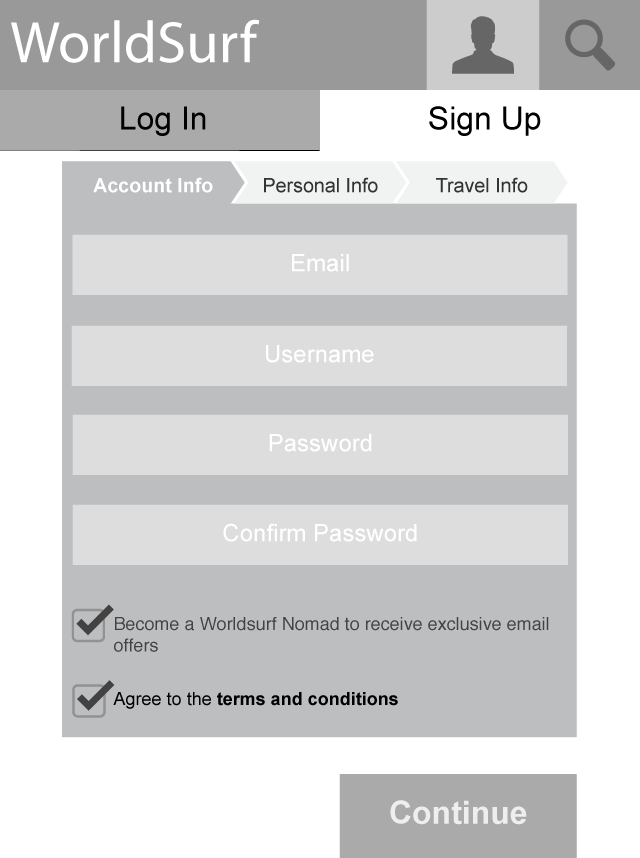 WorldSurf
Log In
Sign Up
Account Info
Personal Info
Travel Info
Email
Username
Password
Confirm Password
Become a Worldsurf Nomad to receive exclusive email
offers
Agree to the terms and conditions
Continue